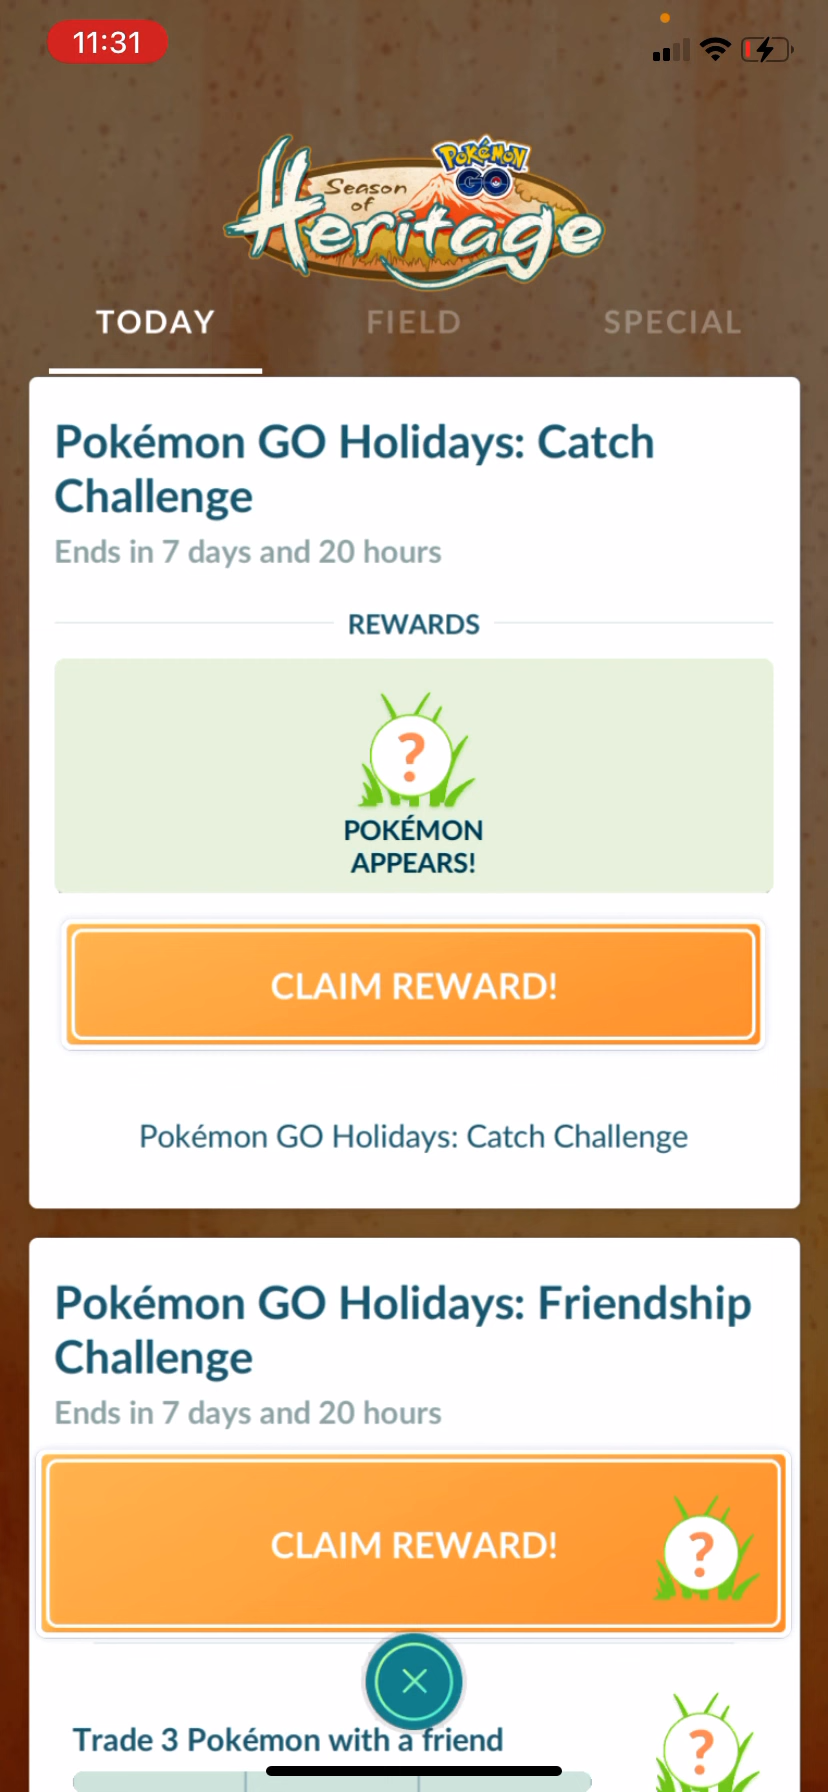 11:31
POKÉMON
GO
Season
of
Heritage
TODAY FIELD SPECIAL
Pokémon GO Holidays: Catch
Challenge
Ends in 7 days and 20 hours
REWARDS
?
POKÉMON
APPEARS!
CLAIM REWARD!
Pokémon GO Holidays: Catch Challenge
Pokémon GO Holidays: Friendship
Challenge
Ends in 7 days and 20 hours
CLAIM REWARD! ?
Trade 3 Pokémon with a friend ?